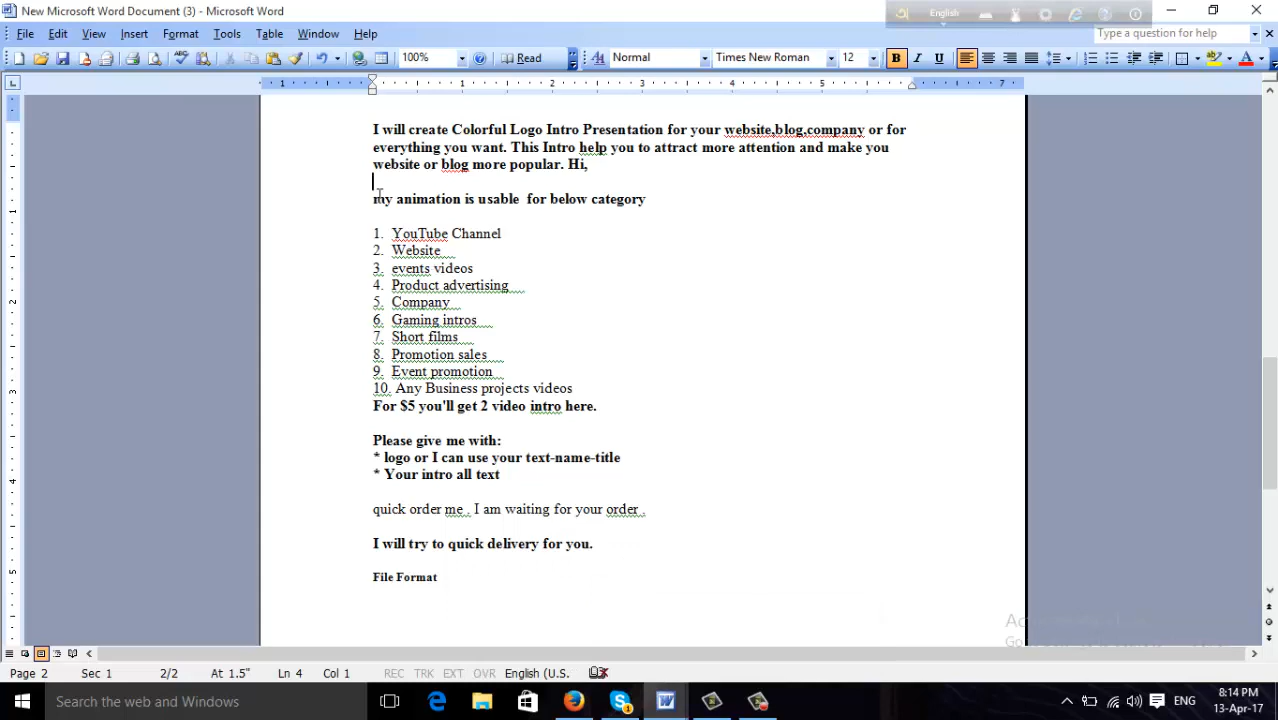 New Microsoft Word Document (3) - Microsoft Word
English
File Edit View Insert Format Tools Table Window Help
Type a question for help
100% Read Normal Times New Roman 12 B I U
1 1 2 3 4 5 7
I will create Colorful Logo Intro Presentation for your website,blog,company or for
everything you want. This Intro help you to attract more attention and make you
website or blog more popular. Hi,
my animation is usable for below category
1. YouTube Channel
2. Website
3. events videos
4. Product advertising
5. Company
6. Gaming intros
7. Short films
8. Promotion sales
9. Event promotion
10. Any Business projects videos
For $5 you'll get 2 video intro here.
Please give me with:
* logo or I can use your text-name-title
* Your intro all text
quick order me . I am waiting for your order .
I will try to quick delivery for you.
File Format
Page 2 Sec 1 2/2 At 1.5" Ln 4 Col 1 REC TRK EXT OVR English (U.S.
Search the web and Windows
ENG
8:14 PM
13-Apr-17